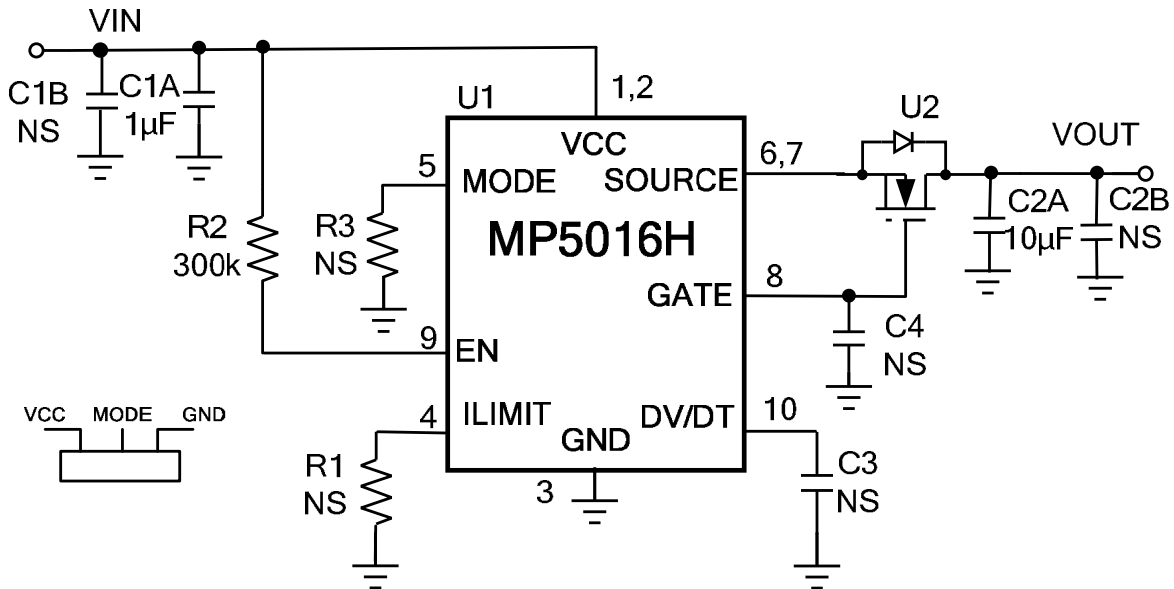 VIN
C1B
NS
C1A
1µF
U1
1,2
VCC
5
MODE
SOURCE
6,7
U2
VOUT
MP5016H
R2
300k
R3
NS
C2A
10µF
C2B
NS
GATE
8
C4
NS
9
EN
4
ILIMIT
GND
DV/DT
10
VCC
MODE
GND
R1
NS
3
C3
NS